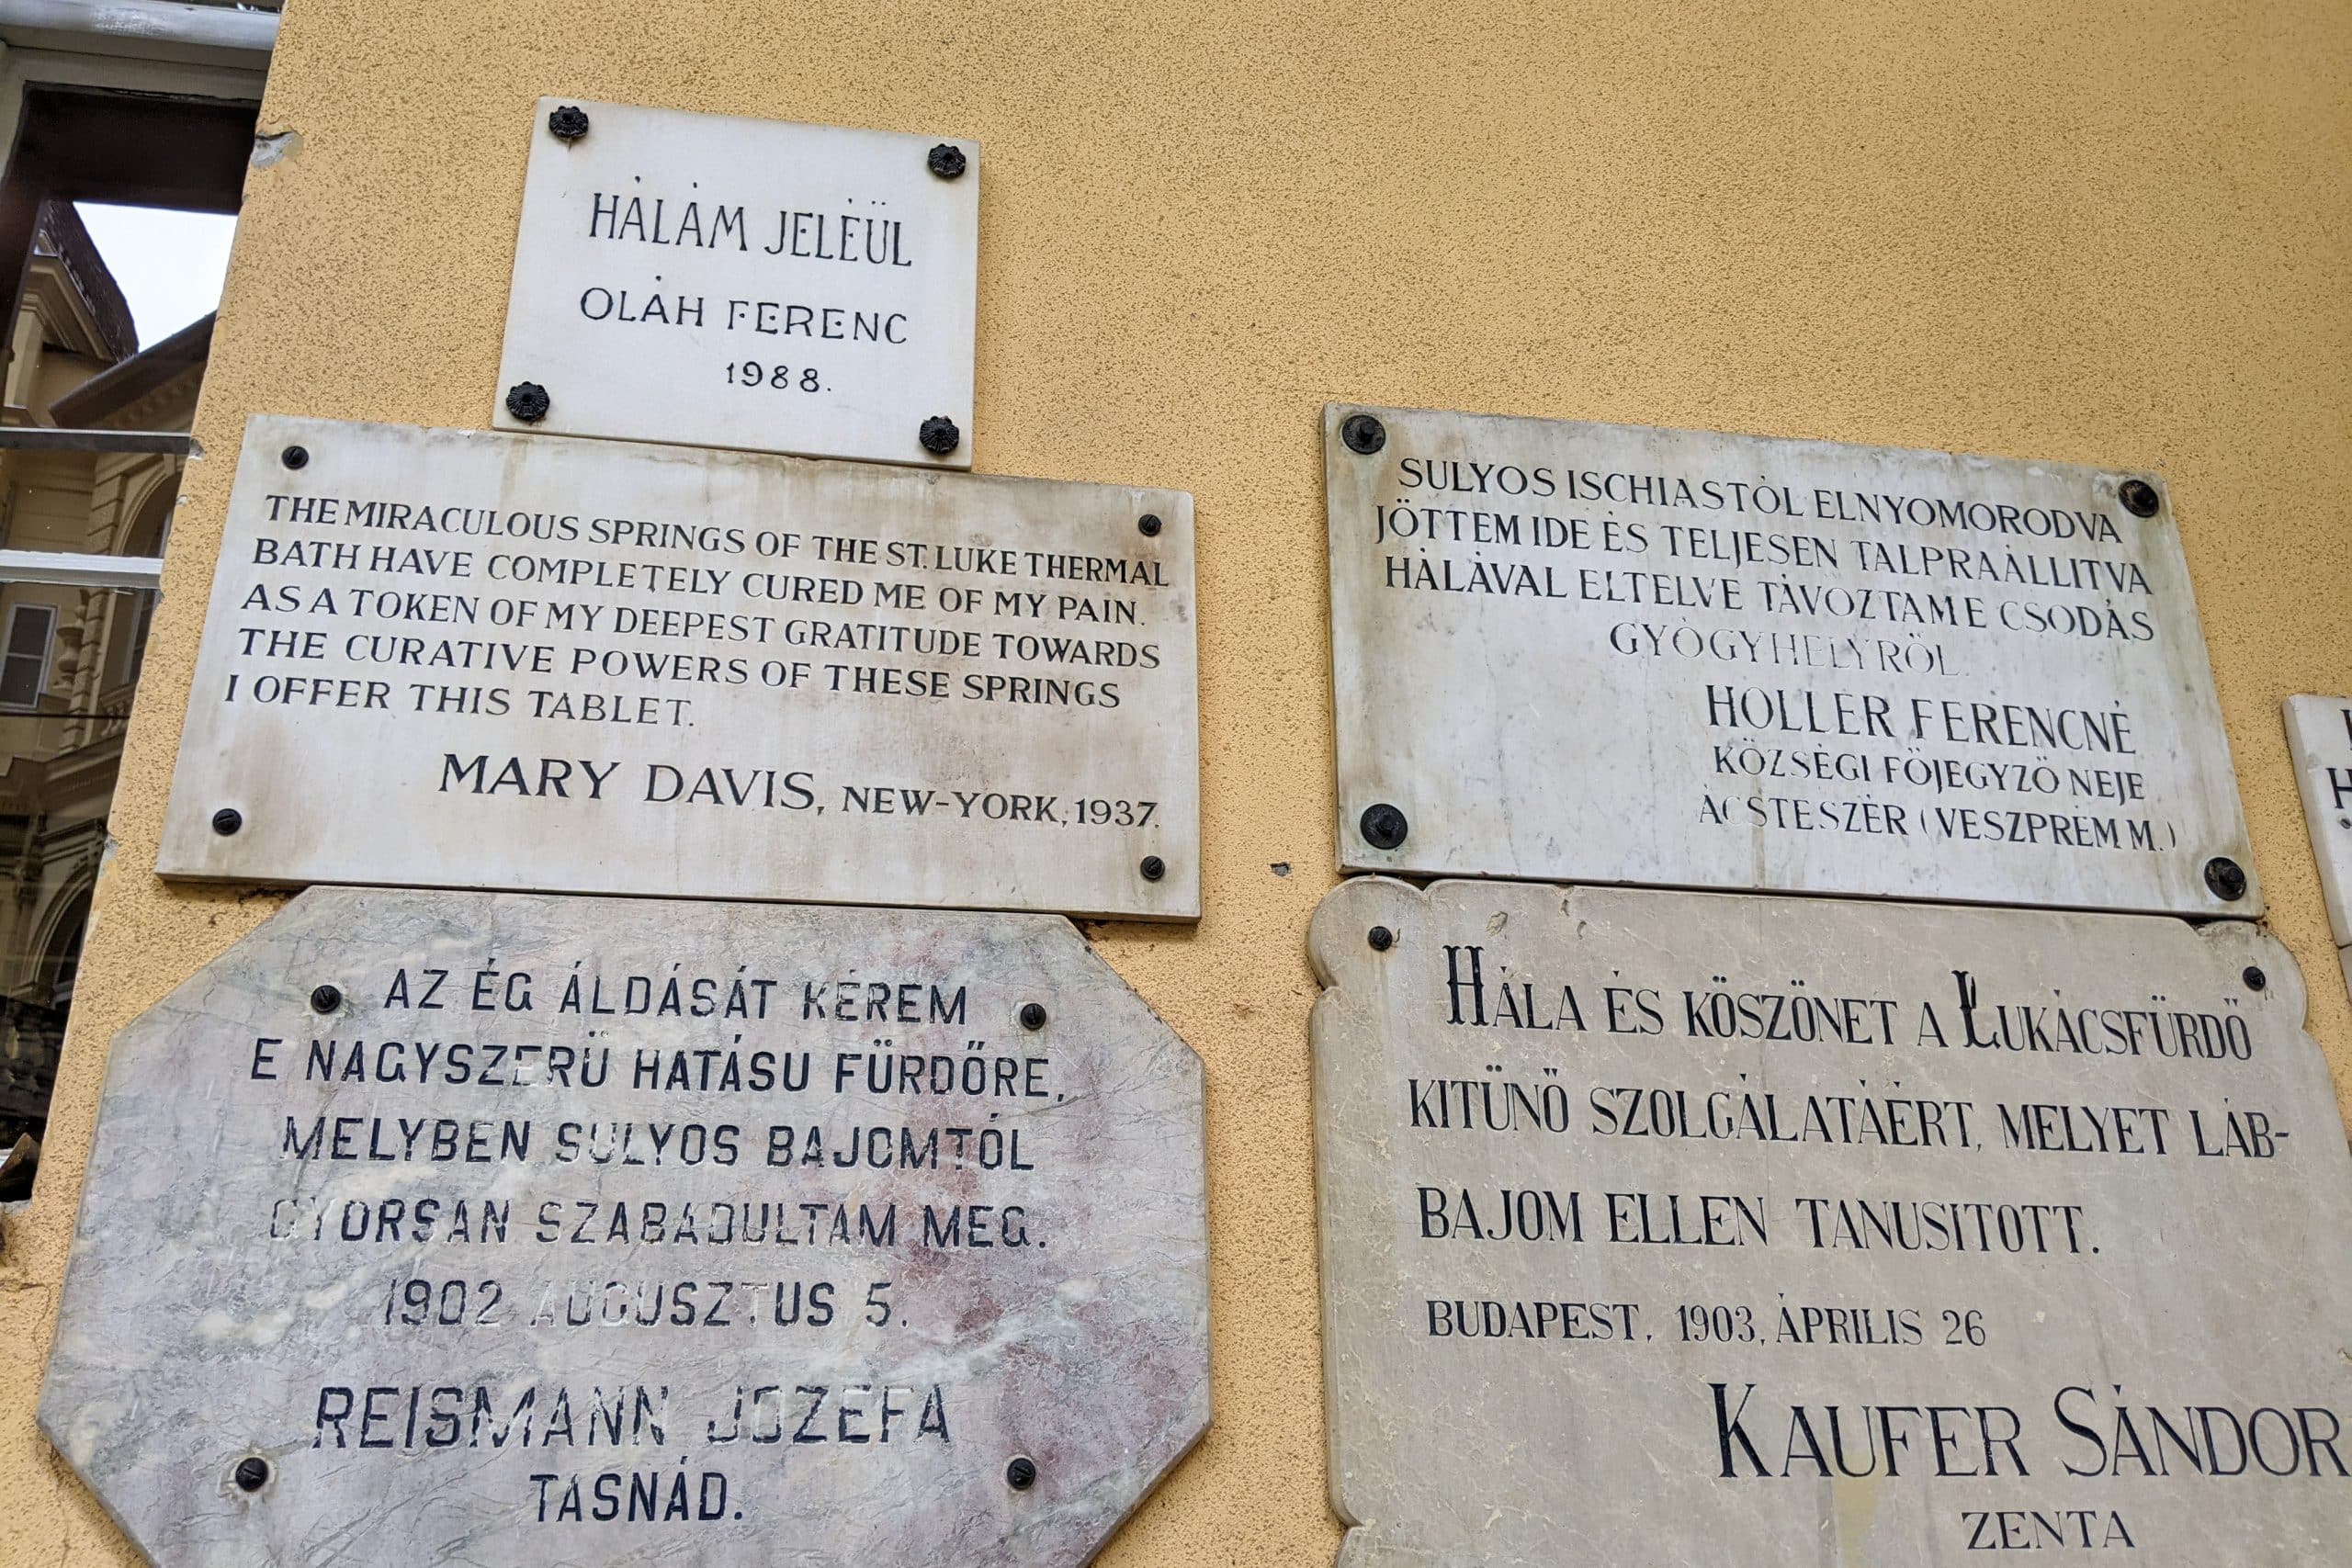 HÁLÁM JELÉÜL
OLÁH FERENC
1988.
THE MIRACULOUS SPRINGS OF THE ST. LUKE THERMAL
BATH HAVE COMPLETELY CURED ME OF MY PAIN.
AS A TOKEN OF MY DEEPEST GRATITUDE TOWARDS
THE CURATIVE POWERS OF THESE SPRINGS
I OFFER THIS TABLET.
MARY DAVIS, NEW-YORK, 1937.
SULYOS ISCHIASTÓL ELNYOMORODVA
JÖTTEM IDE ÉS TELJESEN TALPRAÁLLITVA
HÁLÁVAL ELTELVE TÁVOZTAM E CSODÁS
GYÓGYHELYRÖL.
HOLLER FERENCNÉ
KÖZSÉGI FÖJEGYZÖ NEJE
ÁCSTESZÉR (VESZPRÉM M.)
AZ ÉG ÁLDÁSÁT KÉREM
E NAGYSZERÜ HATÁSU FÜRDŐRE,
MELYBEN SULYOS BAJOMTÓL
GYORSAN SZABADULTAM MEG.
1902 AUGUSZTUS 5.
REISMANN JOZEFA
TASNÁD.
HÁLA ÉS KÖSZÖNET A LUKÁCSFÜRDŐ
KITÜNŐ SZOLGÁLATÁÉRT, MELYET LÁB-
BAJOM ELLEN TANUSITOTT.
BUDAPEST, 1903, ÁPRILIS 26
KAUFER SÁNDOR
ZENTA